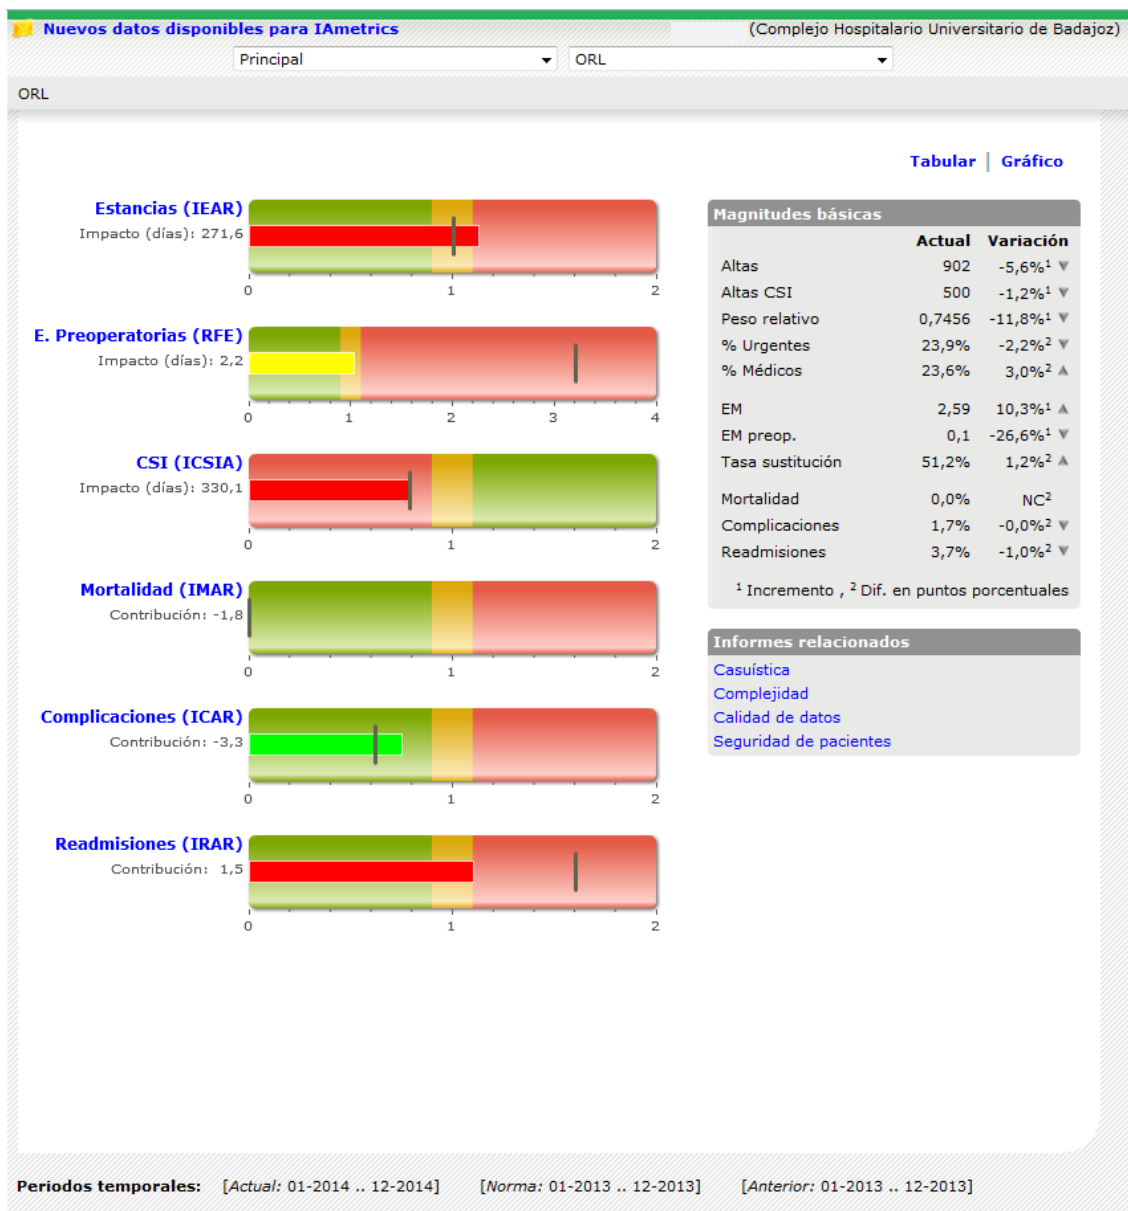 Nuevos datos disponibles para IAmetrics (Complejo Hospitalario Universitario de Badajoz)
Principal ORL
ORL
Tabular | Gráfico
Estancias (IEAR)
Impacto (días): 271,6
0 1 2
E. Preoperatorias (RFE)
Impacto (días): 2,2
0 1 2 3 4
CSI (ICSIA)
Impacto (días): 330,1
0 1 2
Mortalidad (IMAR)
Contribución: -1,8
0 1 2
Complicaciones (ICAR)
Contribución: -3,3
0 1 2
Readmisiones (IRAR)
Contribución: 1,5
0 1 2
Magnitudes básicas
Actual Variación
Altas 902 -5,6%¹ ▼
Altas CSI 500 -1,2%¹ ▼
Peso relativo 0,7456 -11,8%¹ ▼
% Urgentes 23,9% -2,2%² ▼
% Médicos 23,6% 3,0%² ▲
EM 2,59 10,3%¹ ▲
EM preop. 0,1 -26,6%¹ ▼
Tasa sustitución 51,2% 1,2%² ▲
Mortalidad 0,0% NC²
Complicaciones 1,7% -0,0%² ▼
Readmisiones 3,7% -1,0%² ▼
¹ Incremento , ² Dif. en puntos porcentuales
Informes relacionados
Casuística
Complejidad
Calidad de datos
Seguridad de pacientes
Periodos temporales: [Actual: 01-2014 .. 12-2014] [Norma: 01-2013 .. 12-2013] [Anterior: 01-2013 .. 12-2013]